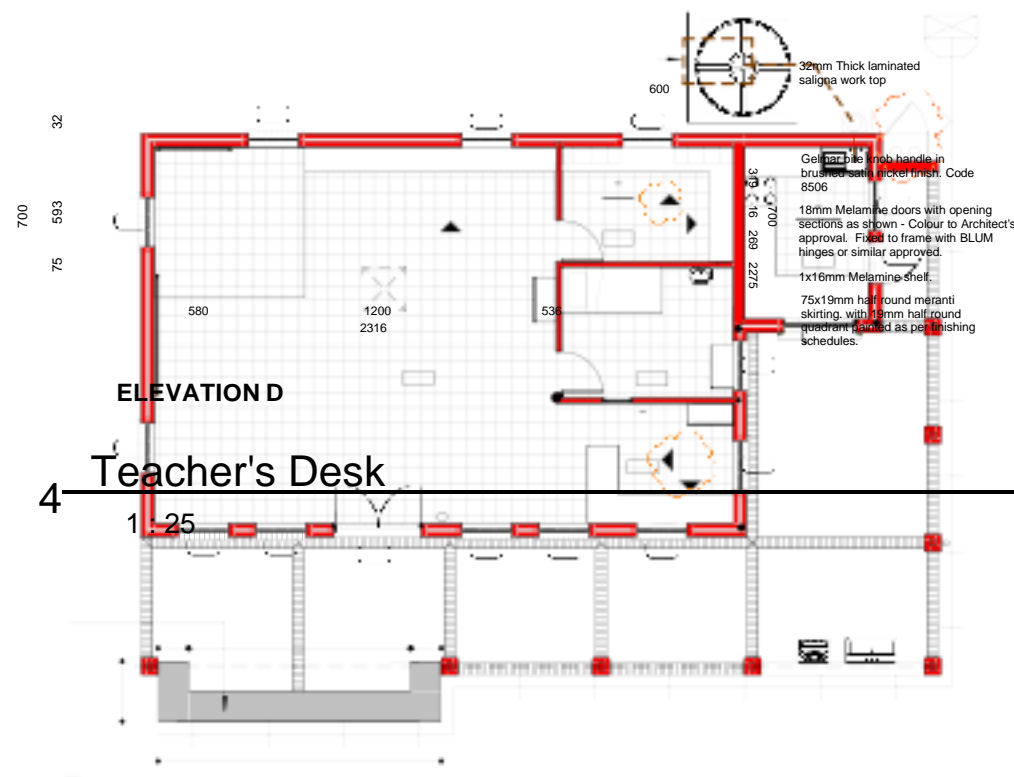 32mm Thick laminated
saligna work top
600
32
Gelmar bite knob handle in
brushed satin nickel finish. Code
8506
18mm Melamine doors with opening
sections as shown - Colour to Architect's
approval. Fixed to frame with BLUM
hinges or similar approved.
1x16mm Melamine shelf.
75x19mm half round meranti
skirting. with 19mm half round
quadrant painted as per finishing
schedules.
700
593
75
319
16
269
2275
700
580
1200
536
2316
ELEVATION D
Teacher's Desk
4
1 : 25